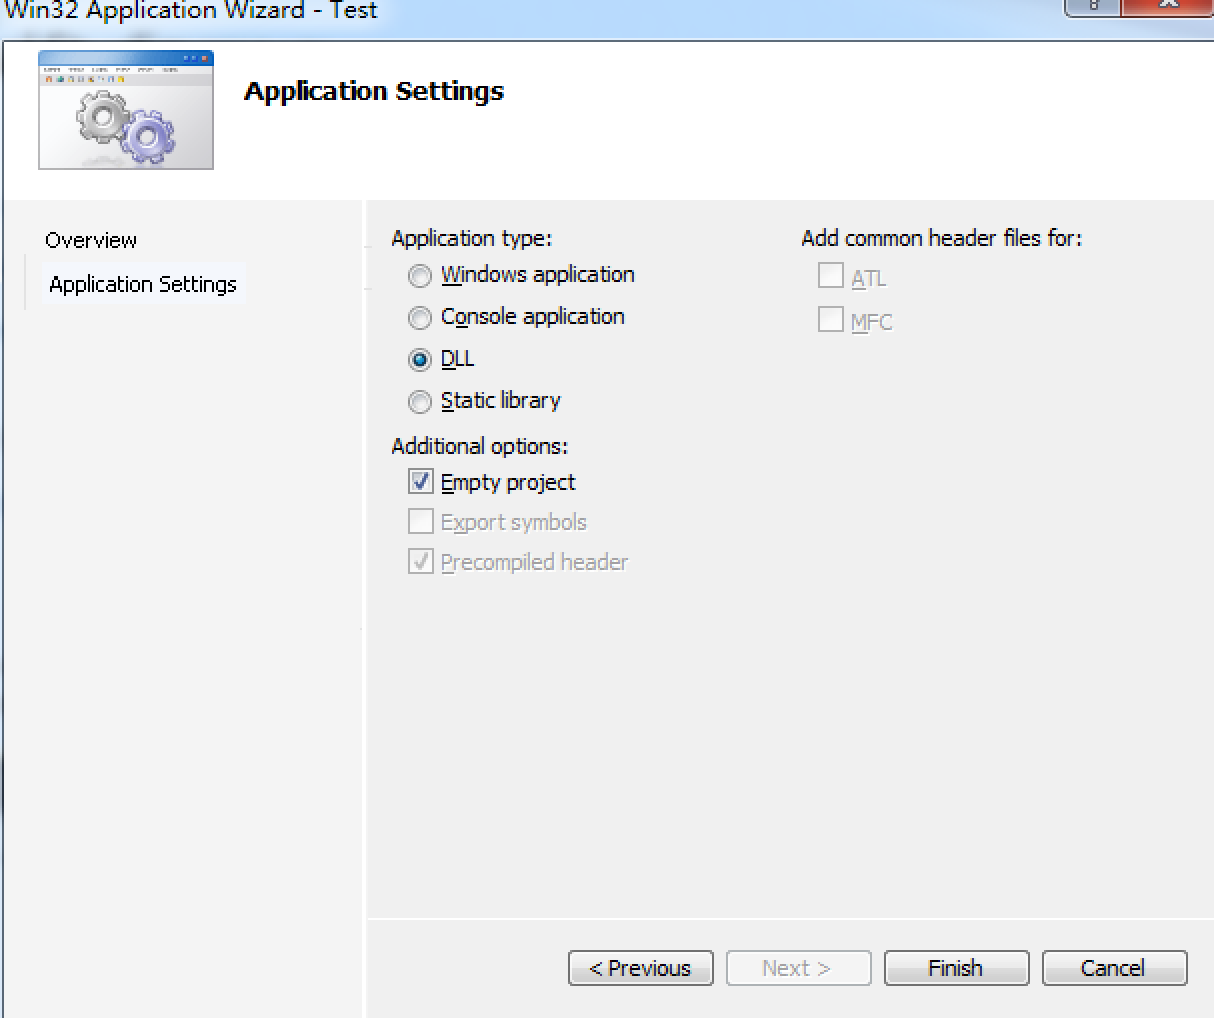 Win32 Application Wizard - Test
?
Application Settings
Overview
Application Settings
Application type:
Windows application
Console application
DLL
Static library
Additional options:
Empty project
Export symbols
Precompiled header
Add common header files for:
ATL
MFC
< Previous
Next >
Finish
Cancel